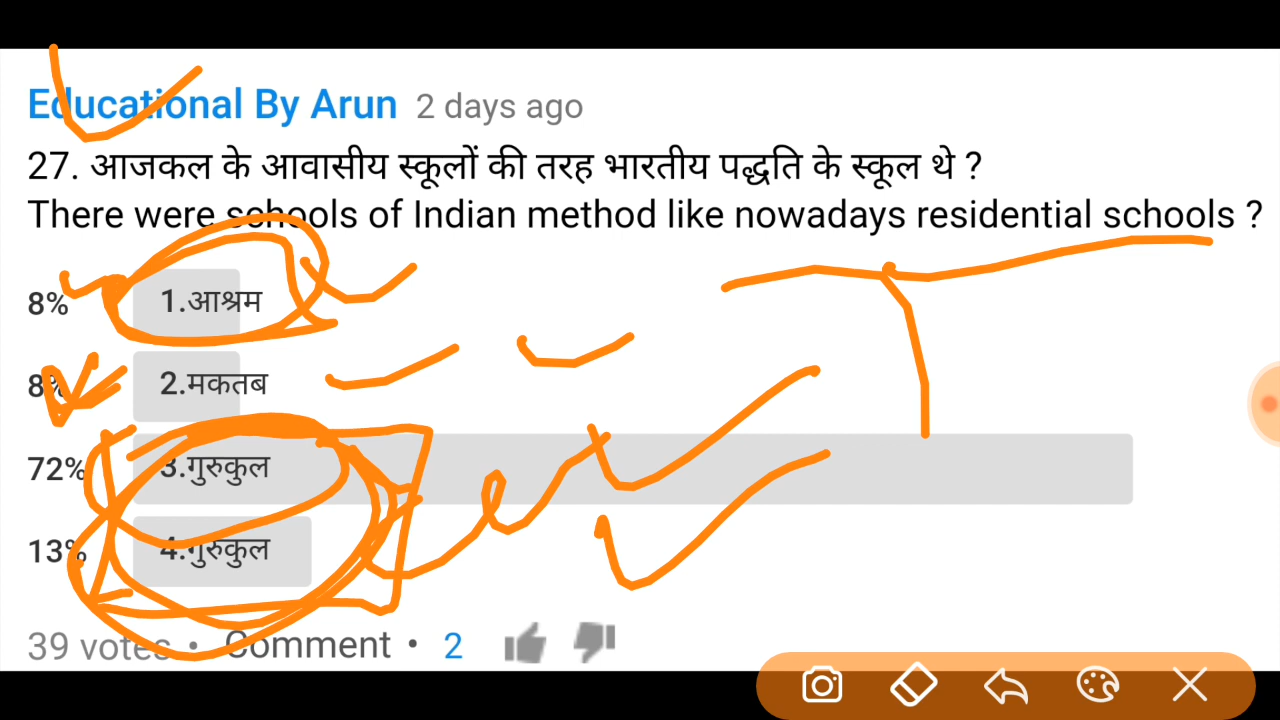 Educational By Arun 2 days ago
27. आजकल के आवासीय स्कूलों की तरह भारतीय पद्धति के स्कूल थे ?
There were schools of Indian method like nowadays residential schools ?
8% 1.आश्रम
8% 2.मकतब
72% 3.गुरुकुल
13% 4.गुरुकुल
39 votes • Comment • 2